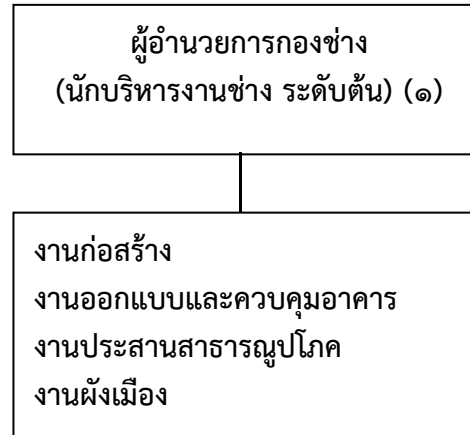 ผู้อำนวยการกองช่าง
(นักบริหารงานช่าง ระดับต้น) (๑)
งานก่อสร้าง
งานออกแบบและควบคุมอาคาร
งานประสานสาธารณูปโภค
งานผังเมือง